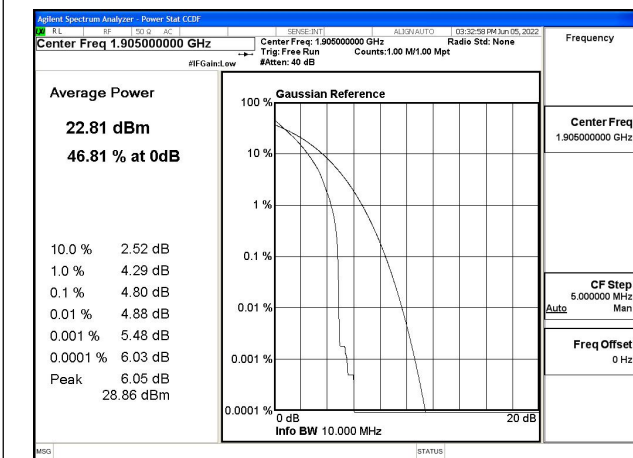 Agilent Spectrum Analyzer - Power Stat CCDF
RL RF 50 Ω AC SENSE:INT ALIGN AUTO 03:32:58 PM Jun 05, 2022
Center Freq 1.905000000 GHz
Center Freq: 1.905000000 GHz Radio Std: None
Trig: Free Run Counts:1.00 M/1.00 Mpt
#IFGain:Low #Atten: 40 dB
Frequency
Average Power
22.81 dBm
46.81 % at 0dB
10.0 % 2.52 dB
1.0 % 4.29 dB
0.1 % 4.80 dB
0.01 % 4.88 dB
0.001 % 5.48 dB
0.0001 % 6.03 dB
Peak 6.05 dB
28.86 dBm
Gaussian Reference
100 %
10 %
1 %
0.1 %
0.01 %
0.001 %
0.0001 %
0 dB 20 dB
Info BW 10.000 MHz
Center Freq
1.905000000 GHz
CF Step
5.000000 MHz
Auto Man
Freq Offset
0 Hz
MSG STATUS